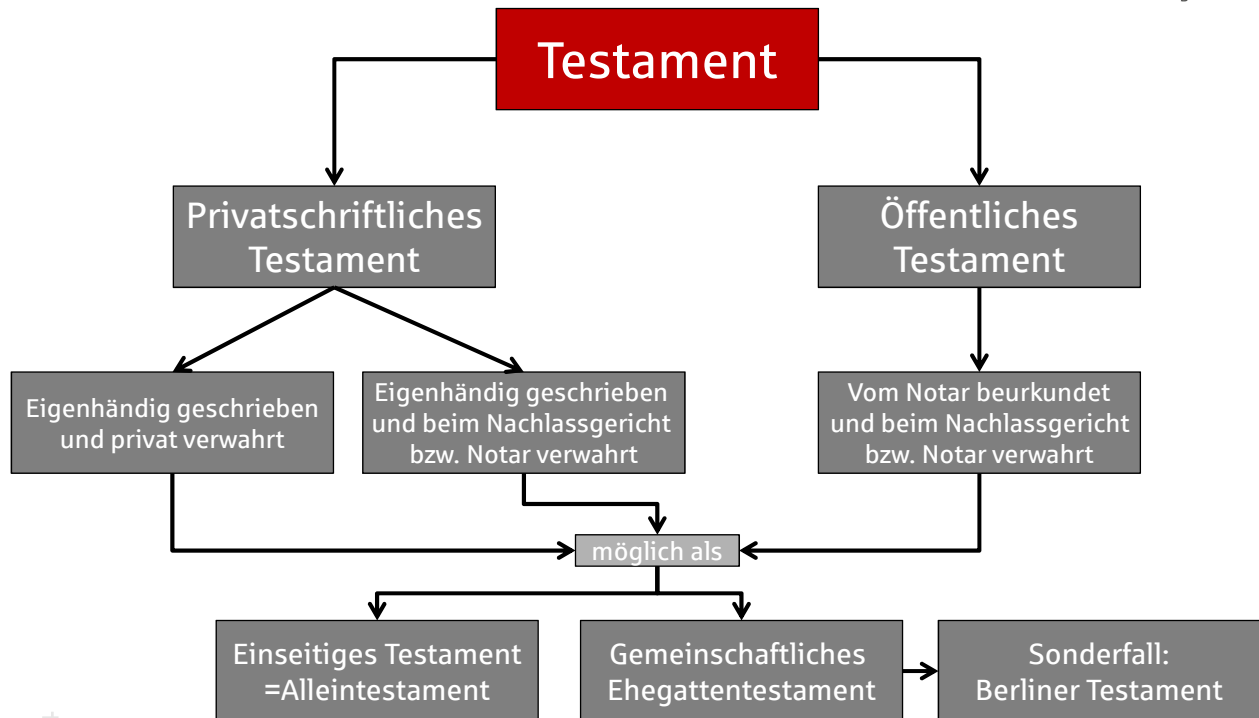 Testament
Privatschriftliches
Testament
Öffentliches
Testament
Eigenhändig geschrieben
und privat verwahrt
Eigenhändig geschrieben
und beim Nachlassgericht
bzw. Notar verwahrt
Vom Notar beurkundet
und beim Nachlassgericht
bzw. Notar verwahrt
möglich als
Einseitiges Testament
=Alleintestament
Gemeinschaftliches
Ehegattentestament
Sonderfall:
Berliner Testament